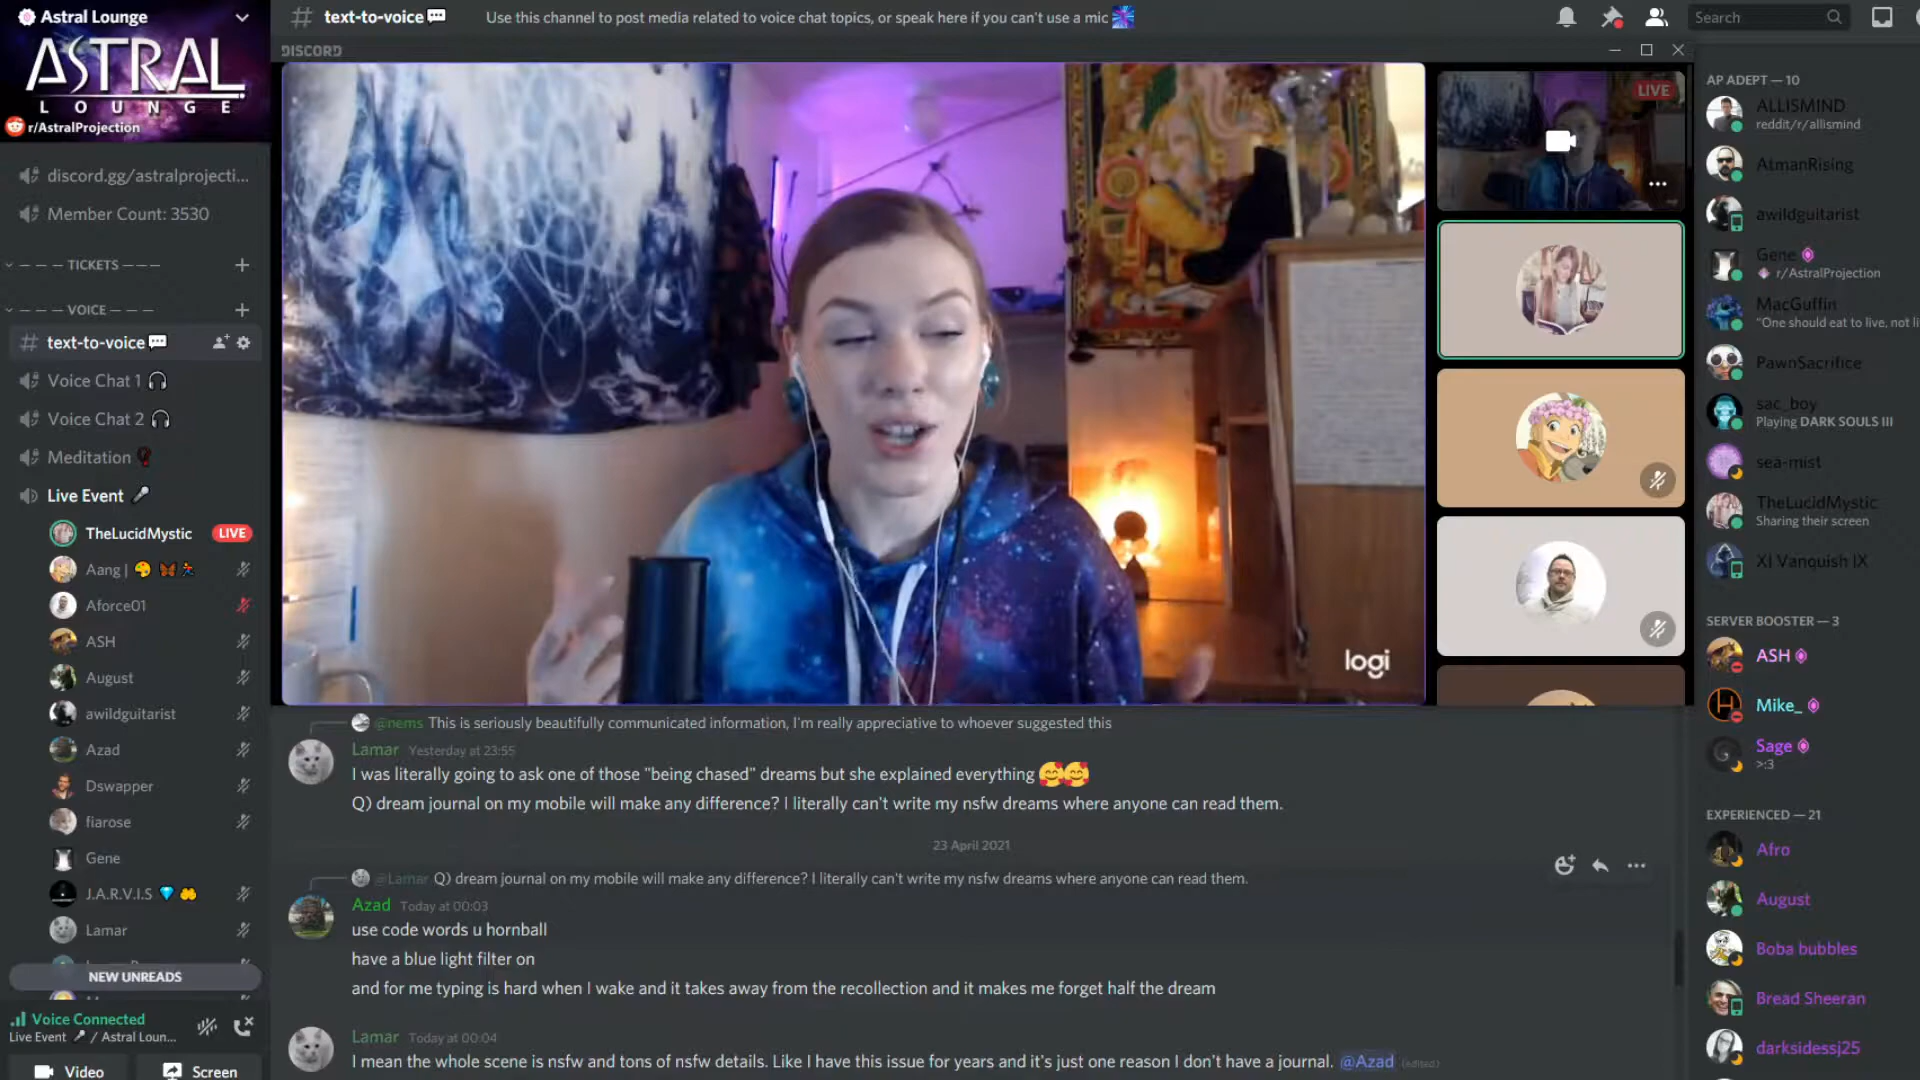 Astral Lounge
ASTRAL
LOUNGE
r/AstralProjection
discord.gg/astralprojecti...
Member Count: 3530
— — — TICKETS — — —
— — — VOICE — — —
text-to-voice
Voice Chat 1
Voice Chat 2
Meditation
Live Event
TheLucidMystic LIVE
Aang |
Aforce01
ASH
August
awildguitarist
Azad
Dswapper
fiarose
Gene
J.A.R.V.I.S
Lamar
NEW UNREADS
Voice Connected
Live Event / Astral Loun...
Video Screen
text-to-voice Use this channel to post media related to voice chat topics, or speak here if you can't use a mic
Search
DISCORD
LIVE
logi
@nems This is seriously beautifully communicated information, I'm really appreciative to whoever suggested this
Lamar Yesterday at 23:55
I was literally going to ask one of those "being chased" dreams but she explained everything
Q) dream journal on my mobile will make any difference? I literally can't write my nsfw dreams where anyone can read them.
23 April 2021
@Lamar Q) dream journal on my mobile will make any difference? I literally can't write my nsfw dreams where anyone can read them.
Azad Today at 00:03
use code words u hornball
have a blue light filter on
and for me typing is hard when I wake and it takes away from the recollection and it makes me forget half the dream
Lamar Today at 00:04
I mean the whole scene is nsfw and tons of nsfw details. Like I have this issue for years and it's just one reason I don't have a journal. @Azad (edited)
AP ADEPT — 10
ALLISMIND
reddit/r/allismind
AtmanRising
awildguitarist
Gene
r/AstralProjection
MacGuffin
"One should eat to live, not li
PawnSacrifice
sac_boy
Playing DARK SOULS III
sea-mist
TheLucidMystic
Sharing their screen
XI Vanquish IX
SERVER BOOSTER — 3
ASH
Mike_
Sage
>:3
EXPERIENCED — 21
Afro
August
Boba bubbles
Bread Sheeran
darksidessj25